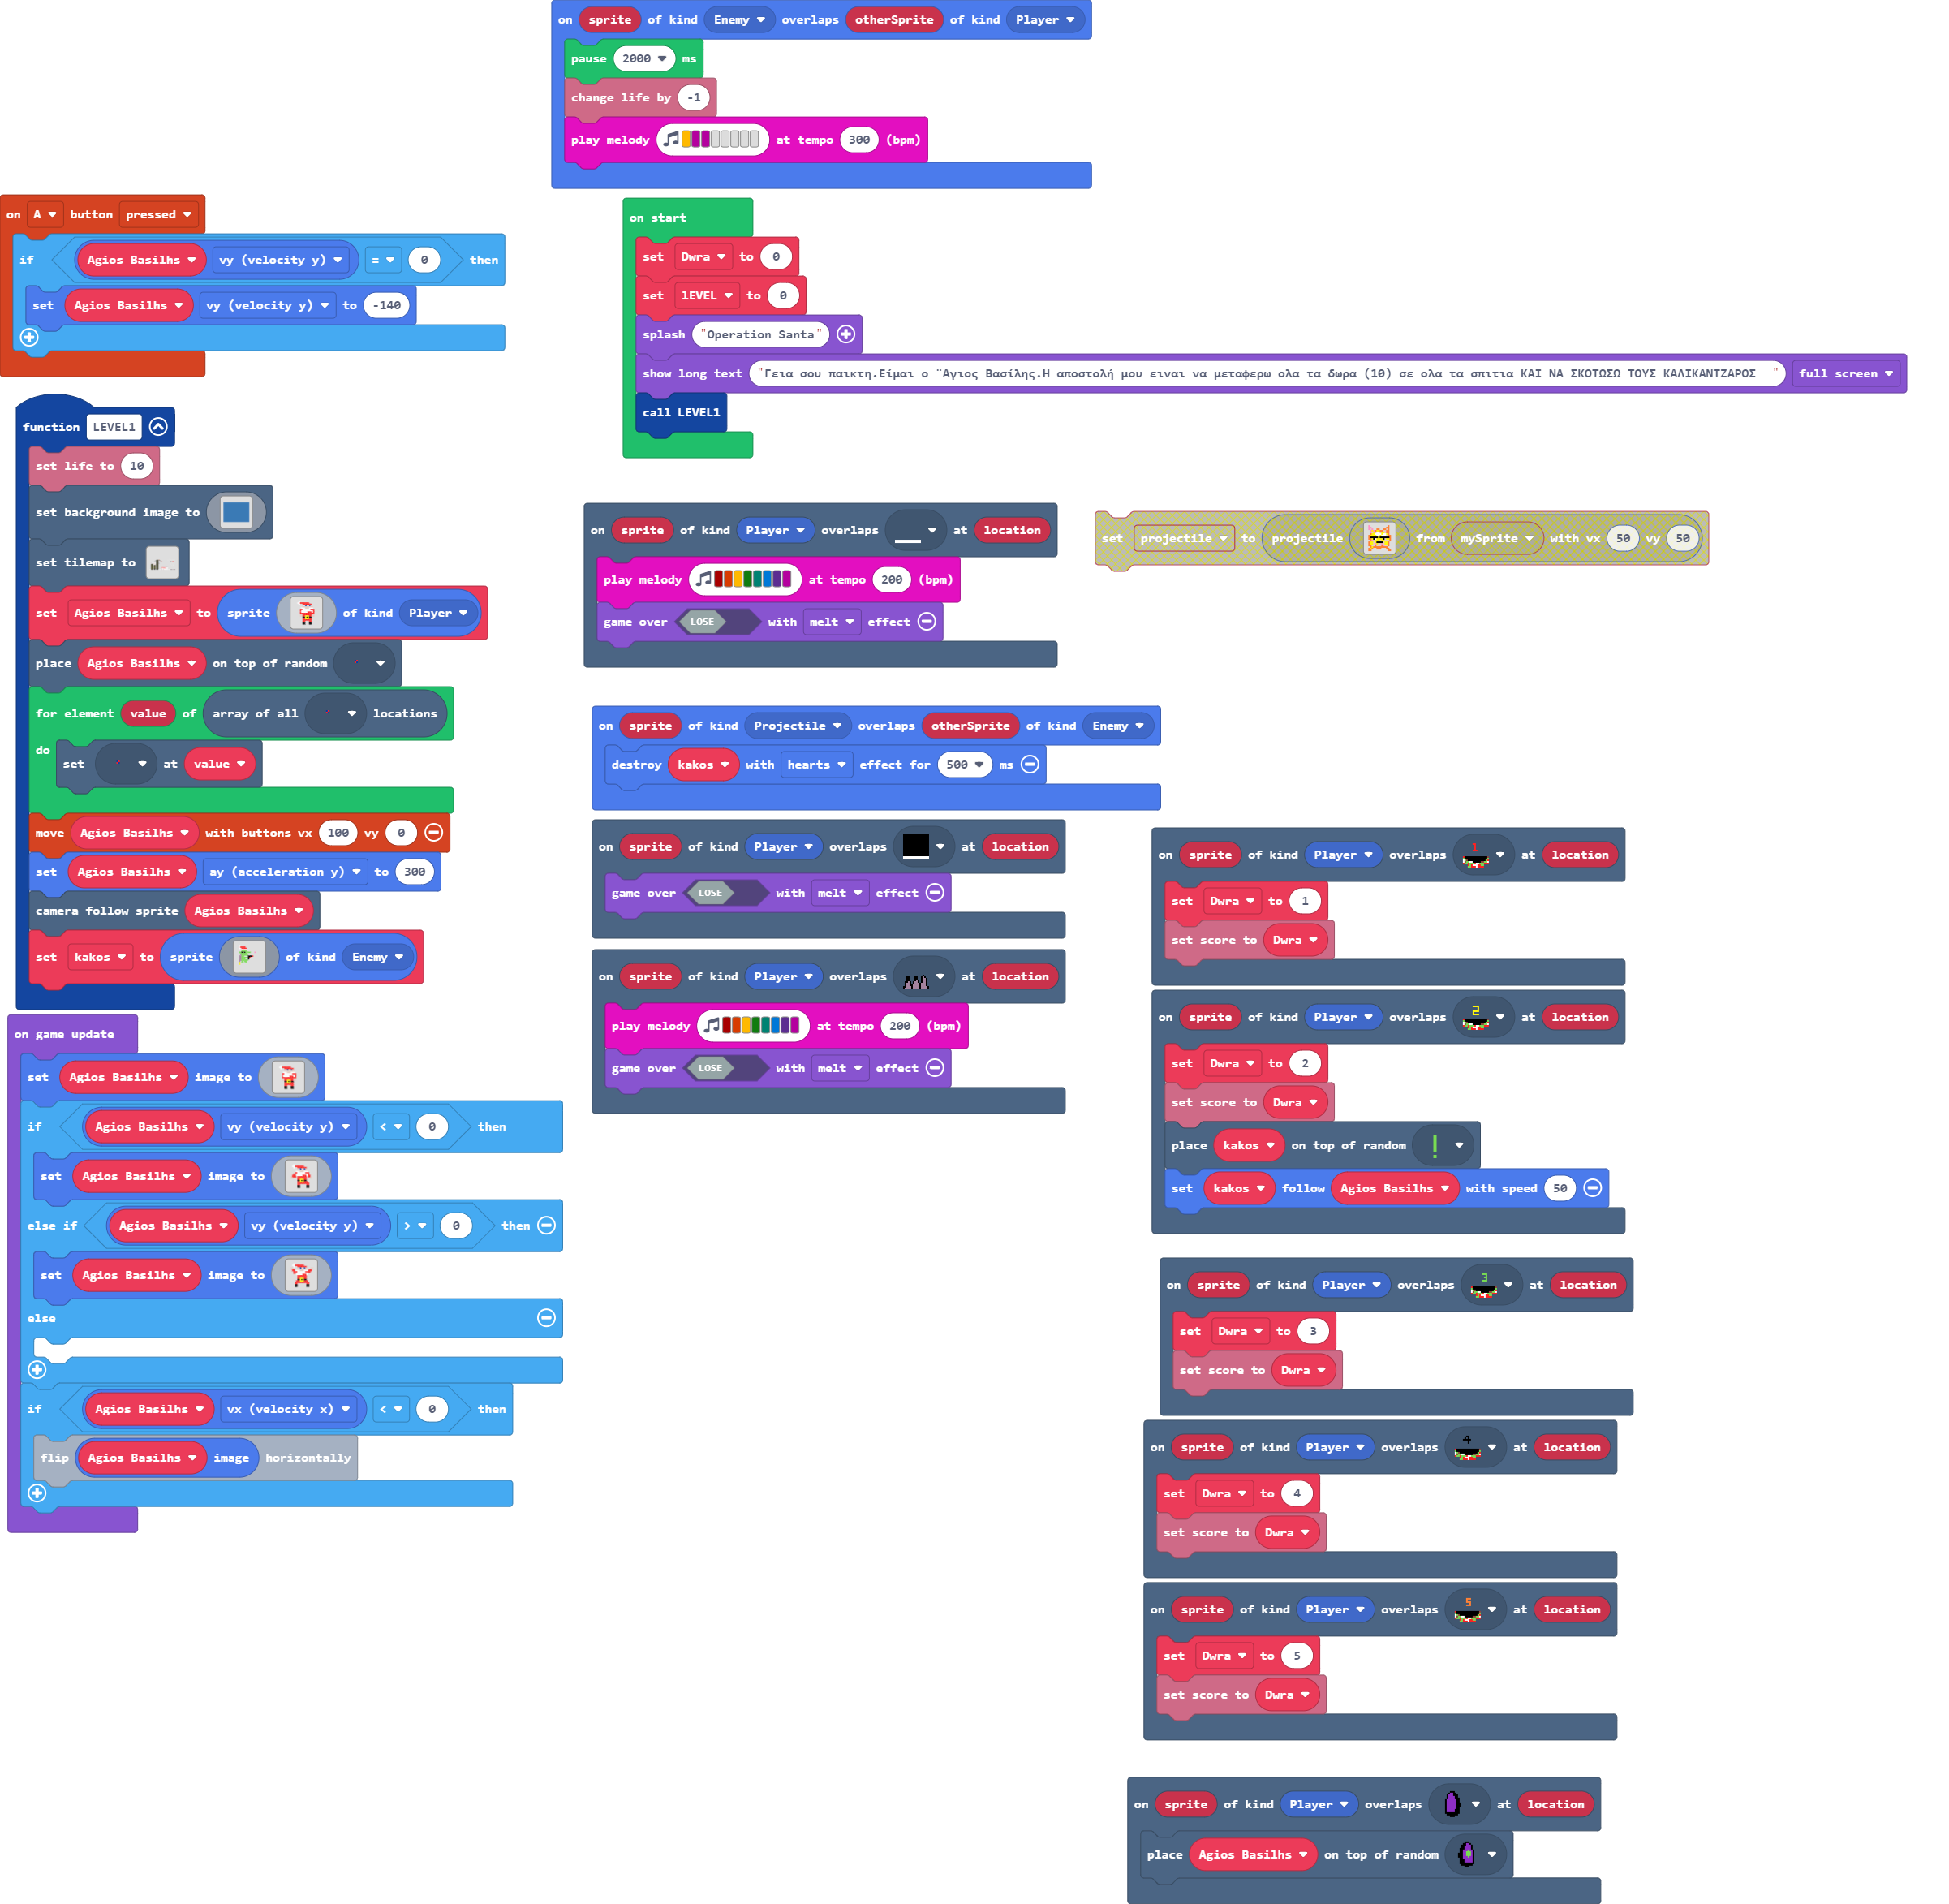 on sprite of kind Enemy overlaps otherSprite of kind Player
pause 2000 ms
change life by -1
play melody at tempo 300 (bpm)
on A button pressed
if Agios Basilhs vy (velocity y) = 0 then
set Agios Basilhs vy (velocity y) to -140
on start
set Dwra to 0
set lEVEL to 0
splash "Operation Santa"
show long text "Γεια σου παικτη.Είμαι ο ¨Αγιος Βασίλης.Η αποστολή μου ειναι να μεταφερω ολα τα δωρα (10) σε ολα τα σπιτια ΚΑΙ ΝΑ ΣΚΟΤΩΣΩ ΤΟΥΣ ΚΑΛΙΚΑΝΤΖΑΡΟΣ " full screen
call LEVEL1
function LEVEL1
set life to 10
set background image to
set tilemap to
set Agios Basilhs to sprite of kind Player
place Agios Basilhs on top of random
for element value of array of all locations
do
set at value
move Agios Basilhs with buttons vx 100 vy 0
set Agios Basilhs ay (acceleration y) to 300
camera follow sprite Agios Basilhs
set kakos to sprite of kind Enemy
on game update
set Agios Basilhs image to
if Agios Basilhs vy (velocity y) < 0 then
set Agios Basilhs image to
else if Agios Basilhs vy (velocity y) > 0 then
set Agios Basilhs image to
else
if Agios Basilhs vx (velocity x) < 0 then
flip Agios Basilhs image horizontally
on sprite of kind Player overlaps at location
play melody at tempo 200 (bpm)
game over LOSE with melt effect
set projectile to projectile from mySprite with vx 50 vy 50
on sprite of kind Projectile overlaps otherSprite of kind Enemy
destroy kakos with hearts effect for 500 ms
on sprite of kind Player overlaps at location
game over LOSE with melt effect
on sprite of kind Player overlaps at location
play melody at tempo 200 (bpm)
game over LOSE with melt effect
on sprite of kind Player overlaps 1 at location
set Dwra to 1
set score to Dwra
on sprite of kind Player overlaps 2 at location
set Dwra to 2
set score to Dwra
place kakos on top of random !
set kakos follow Agios Basilhs with speed 50
on sprite of kind Player overlaps 3 at location
set Dwra to 3
set score to Dwra
on sprite of kind Player overlaps 4 at location
set Dwra to 4
set score to Dwra
on sprite of kind Player overlaps 5 at location
set Dwra to 5
set score to Dwra
on sprite of kind Player overlaps at location
place Agios Basilhs on top of random